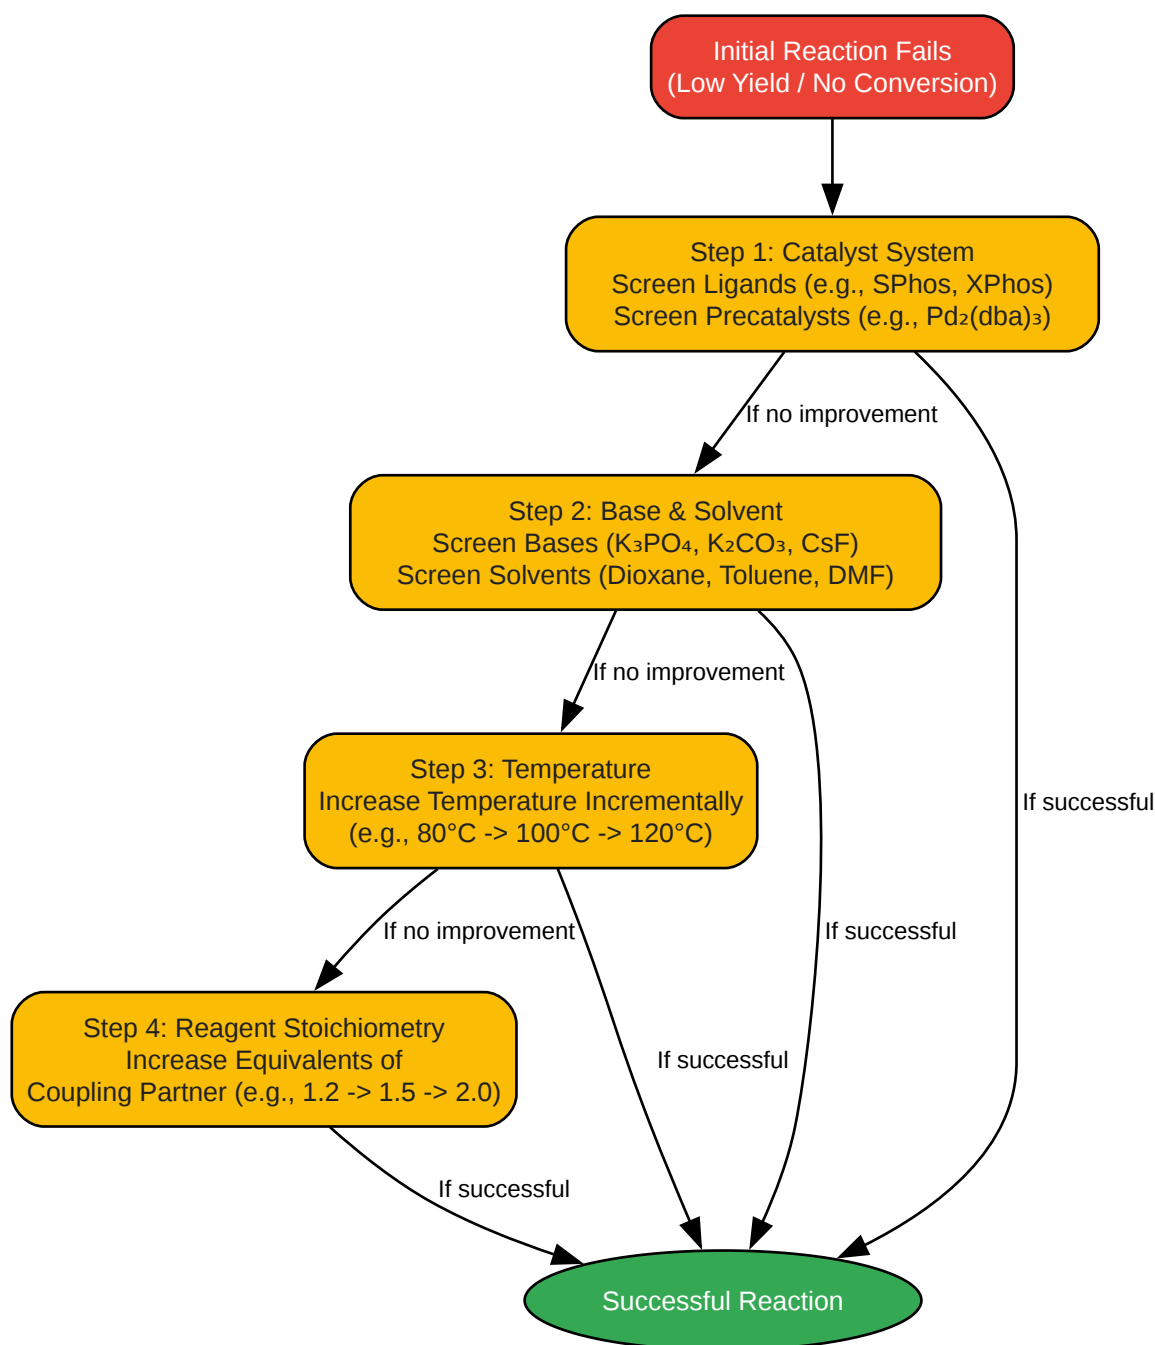 Initial Reaction Fails
(Low Yield / No Conversion)
Step 1: Catalyst System
Screen Ligands (e.g., SPhos, XPhos)
Screen Precatalysts (e.g., Pd₂(dba)₃)
If no improvement
Step 2: Base & Solvent
Screen Bases (K₃PO₄, K₂CO₃, CsF)
Screen Solvents (Dioxane, Toluene, DMF)
If no improvement
Step 3: Temperature
Increase Temperature Incrementally
(e.g., 80°C -> 100°C -> 120°C)
If successful
If no improvement
If successful
Step 4: Reagent Stoichiometry
Increase Equivalents of
Coupling Partner (e.g., 1.2 -> 1.5 -> 2.0)
If successful
If successful
Successful Reaction